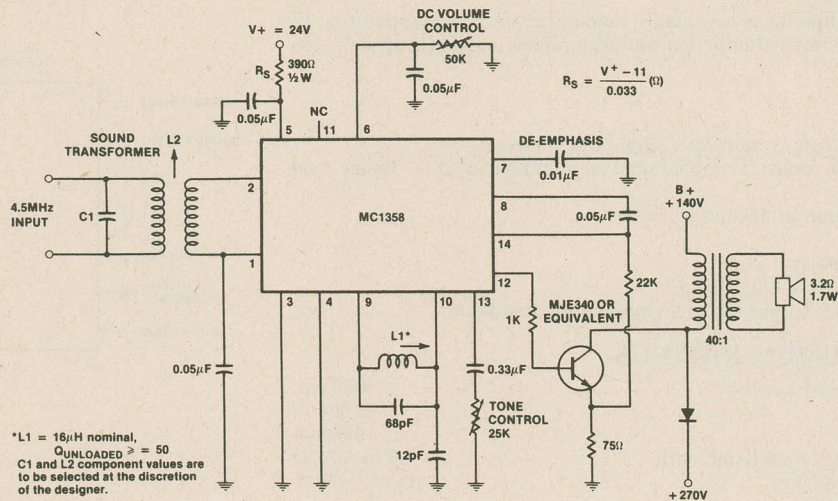 DC VOLUME
CONTROL
V+ = 24V
RS
390Ω
½W
50K
0.05μF
RS = V+ −11 / 0.033 (Ω)
0.05μF
NC
5
11
6
SOUND
TRANSFORMER
L2
DE-EMPHASIS
7
0.01μF
2
8
4.5MHz
INPUT
C1
MC1358
0.05μF
B+
+140V
14
1
12
22K
3.2Ω
1.7W
3
4
9
10
13
MJE340 OR
EQUIVALENT
1K
L1*
40:1
0.05μF
0.33μF
68pF
TONE
CONTROL
25K
12pF
75Ω
*L1 = 16μH nominal,
QUNLOADED ≥ = 50
C1 and L2 component values are
to be selected at the discretion
of the designer.
+270V